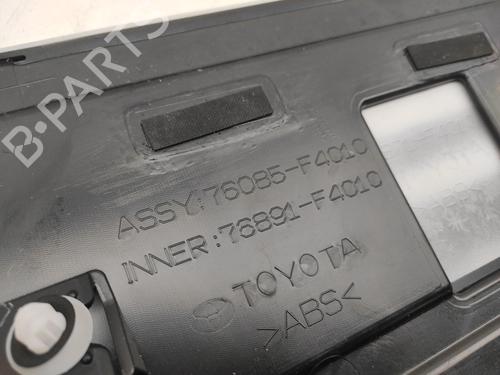 B-PARTS
ASSY:76085-F4010
INNER:76891-F4010
TOYOTA
>ABS<